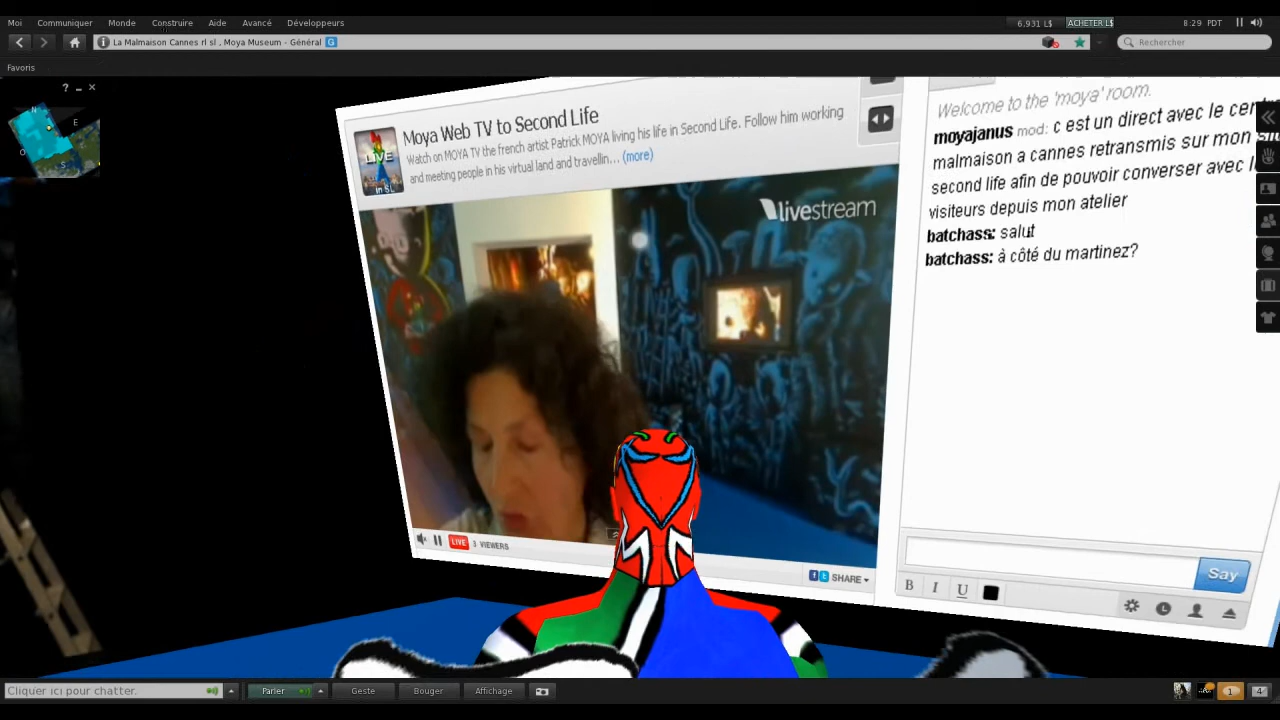 Moi Communiquer Monde Construire Aide Avancé Développeurs 6.931 L$ ACHETER L$ 8:29 PDT
La Malmaison Cannes rl sl , Moya Museum - Général G Rechercher
Favoris
? _ ×
N
E
O
S
LIVE
in SL
Moya Web TV to Second Life
Watch on MOYA TV the french artist Patrick MOYA living his life in Second Life. Follow him working
and meeting people in his virtual land and travellin... (more)
livestream
LIVE 3 VIEWERS
SHARE
Welcome to the 'moya' room.
moyajanus mod: c est un direct avec le
malmaison a cannes retransmis sur mon
second life afin de pouvoir converser avec
visiteurs depuis mon atelier
batchass: salut
batchass: à côté du martinez?
Say
B I U
Cliquer ici pour chatter. Parler Geste Bouger Affichage 1 4